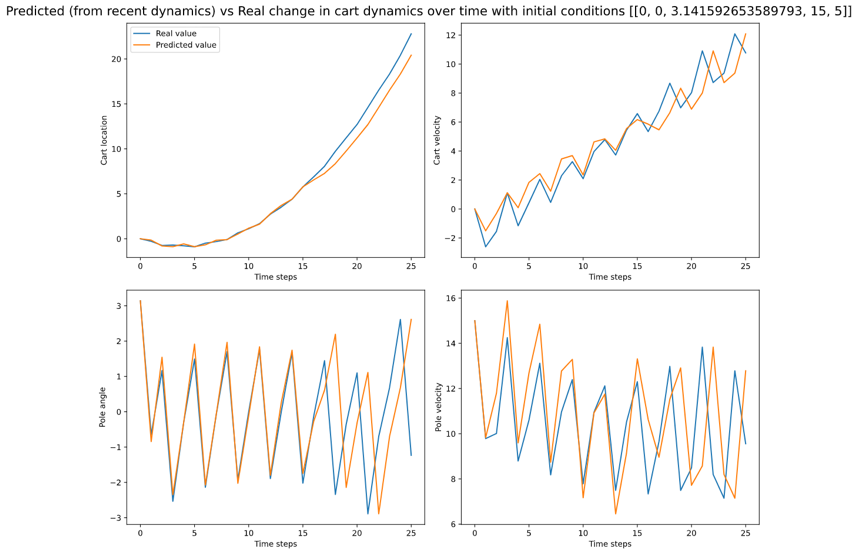 Predicted (from recent dynamics) vs Real change in cart dynamics over time with initial conditions [[0, 0, 3.141592653589793, 15, 5]]
Real value
Predicted value
Cart location
20
15
10
5
0
0 5 10 15 20 25
Time steps
Cart velocity
12
10
8
6
4
2
0
−2
0 5 10 15 20 25
Time steps
Pole angle
3
2
1
0
−1
−2
−3
0 5 10 15 20 25
Time steps
Pole velocity
16
14
12
10
8
6
0 5 10 15 20 25
Time steps